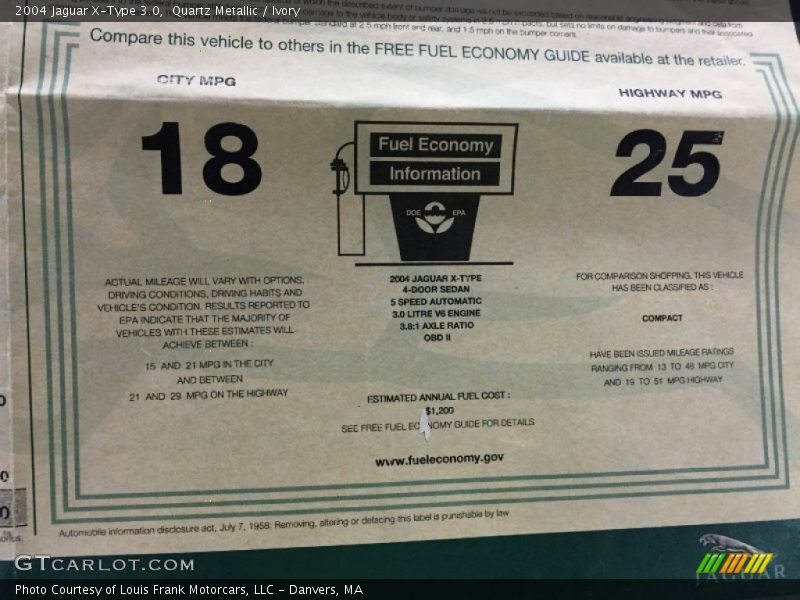 2004 Jaguar X-Type 3.0, - Quartz Metallic / Ivory
Compare this vehicle to others in the FREE FUEL ECONOMY GUIDE available at the retailer.
CITY MPG
HIGHWAY MPG
18
Fuel Economy
Information
25
DOE EPA
ACTUAL MILEAGE WILL VARY WITH OPTIONS,
DRIVING CONDITIONS, DRIVING HABITS AND
VEHICLE'S CONDITION. RESULTS REPORTED TO
EPA INDICATE THAT THE MAJORITY OF
VEHICLES WITH THESE ESTIMATES WILL
ACHIEVE BETWEEN :
15 AND 21 MPG IN THE CITY
AND BETWEEN
21 AND 29 MPG ON THE HIGHWAY
2004 JAGUAR X-TYPE
4-DOOR SEDAN
5 SPEED AUTOMATIC
3.0 LITRE V6 ENGINE
3.8:1 AXLE RATIO
OBD II
ESTIMATED ANNUAL FUEL COST :
$1,200
SEE FREE FUEL ECONOMY GUIDE FOR DETAILS
www.fueleconomy.gov
FOR COMPARISON SHOPPING, THIS VEHICLE
HAS BEEN CLASSIFIED AS :
COMPACT
HAVE BEEN ISSUED MILEAGE RATINGS
RANGING FROM 13 TO 48 MPG CITY
AND 19 TO 51 MPG HIGHWAY
Automobile information disclosure act, July 7, 1958. Removing, altering or defacing this label is punishable by law
JAGUAR
GTCARLOT.COM
Photo Courtesy of Louis Frank Motorcars, LLC - Danvers, MA